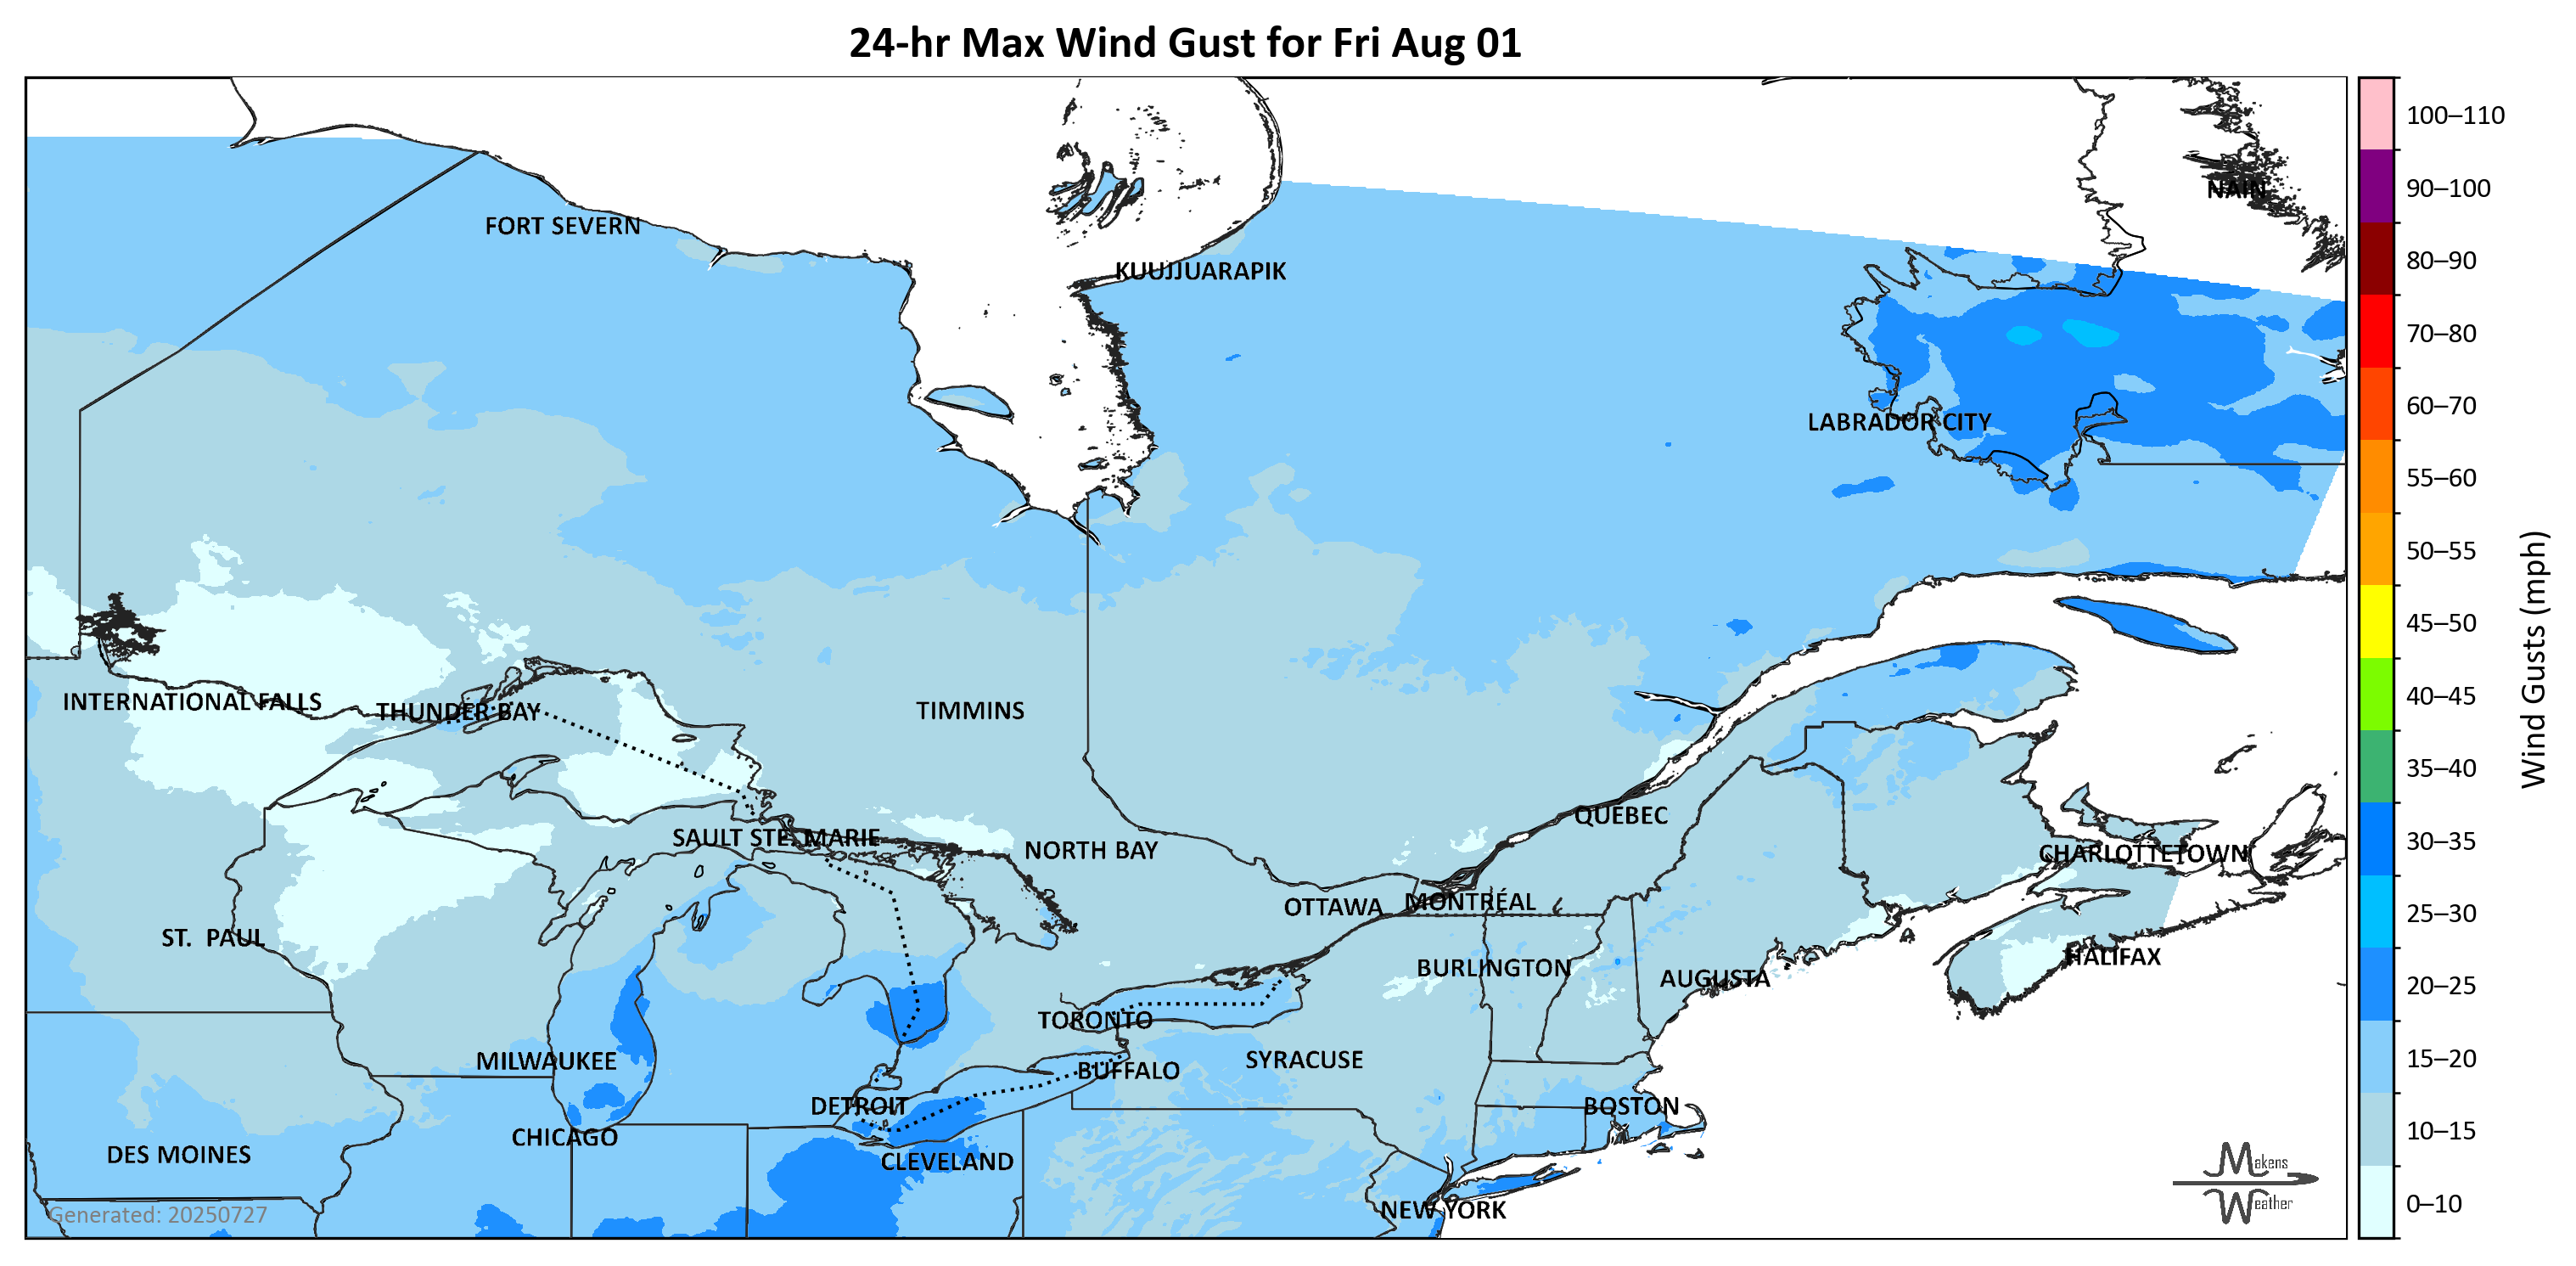 24-hr Max Wind Gust for Fri Aug 01
100–110
90–100
NAIN
FORT SEVERN
80–90
KUUJJUARAPIK
70–80
60–70
LABRADOR CITY
55–60
50–55
45–50
40–45
INTERNATIONAL FALLS
THUNDER BAY
TIMMINS
Wind Gusts (mph)
35–40
QUÉBEC
SAULT STE. MARIE
30–35
NORTH BAY
CHARLOTTETOWN
OTTAWA
MONTRÉAL
25–30
ST. PAUL
HALIFAX
BURLINGTON
AUGUSTA
20–25
TORONTO
MILWAUKEE
SYRACUSE
15–20
BUFFALO
DETROIT
BOSTON
CHICAGO
10–15
DES MOINES
CLEVELAND
Makens
Weather
0–10
NEW YORK
Generated: 20250727